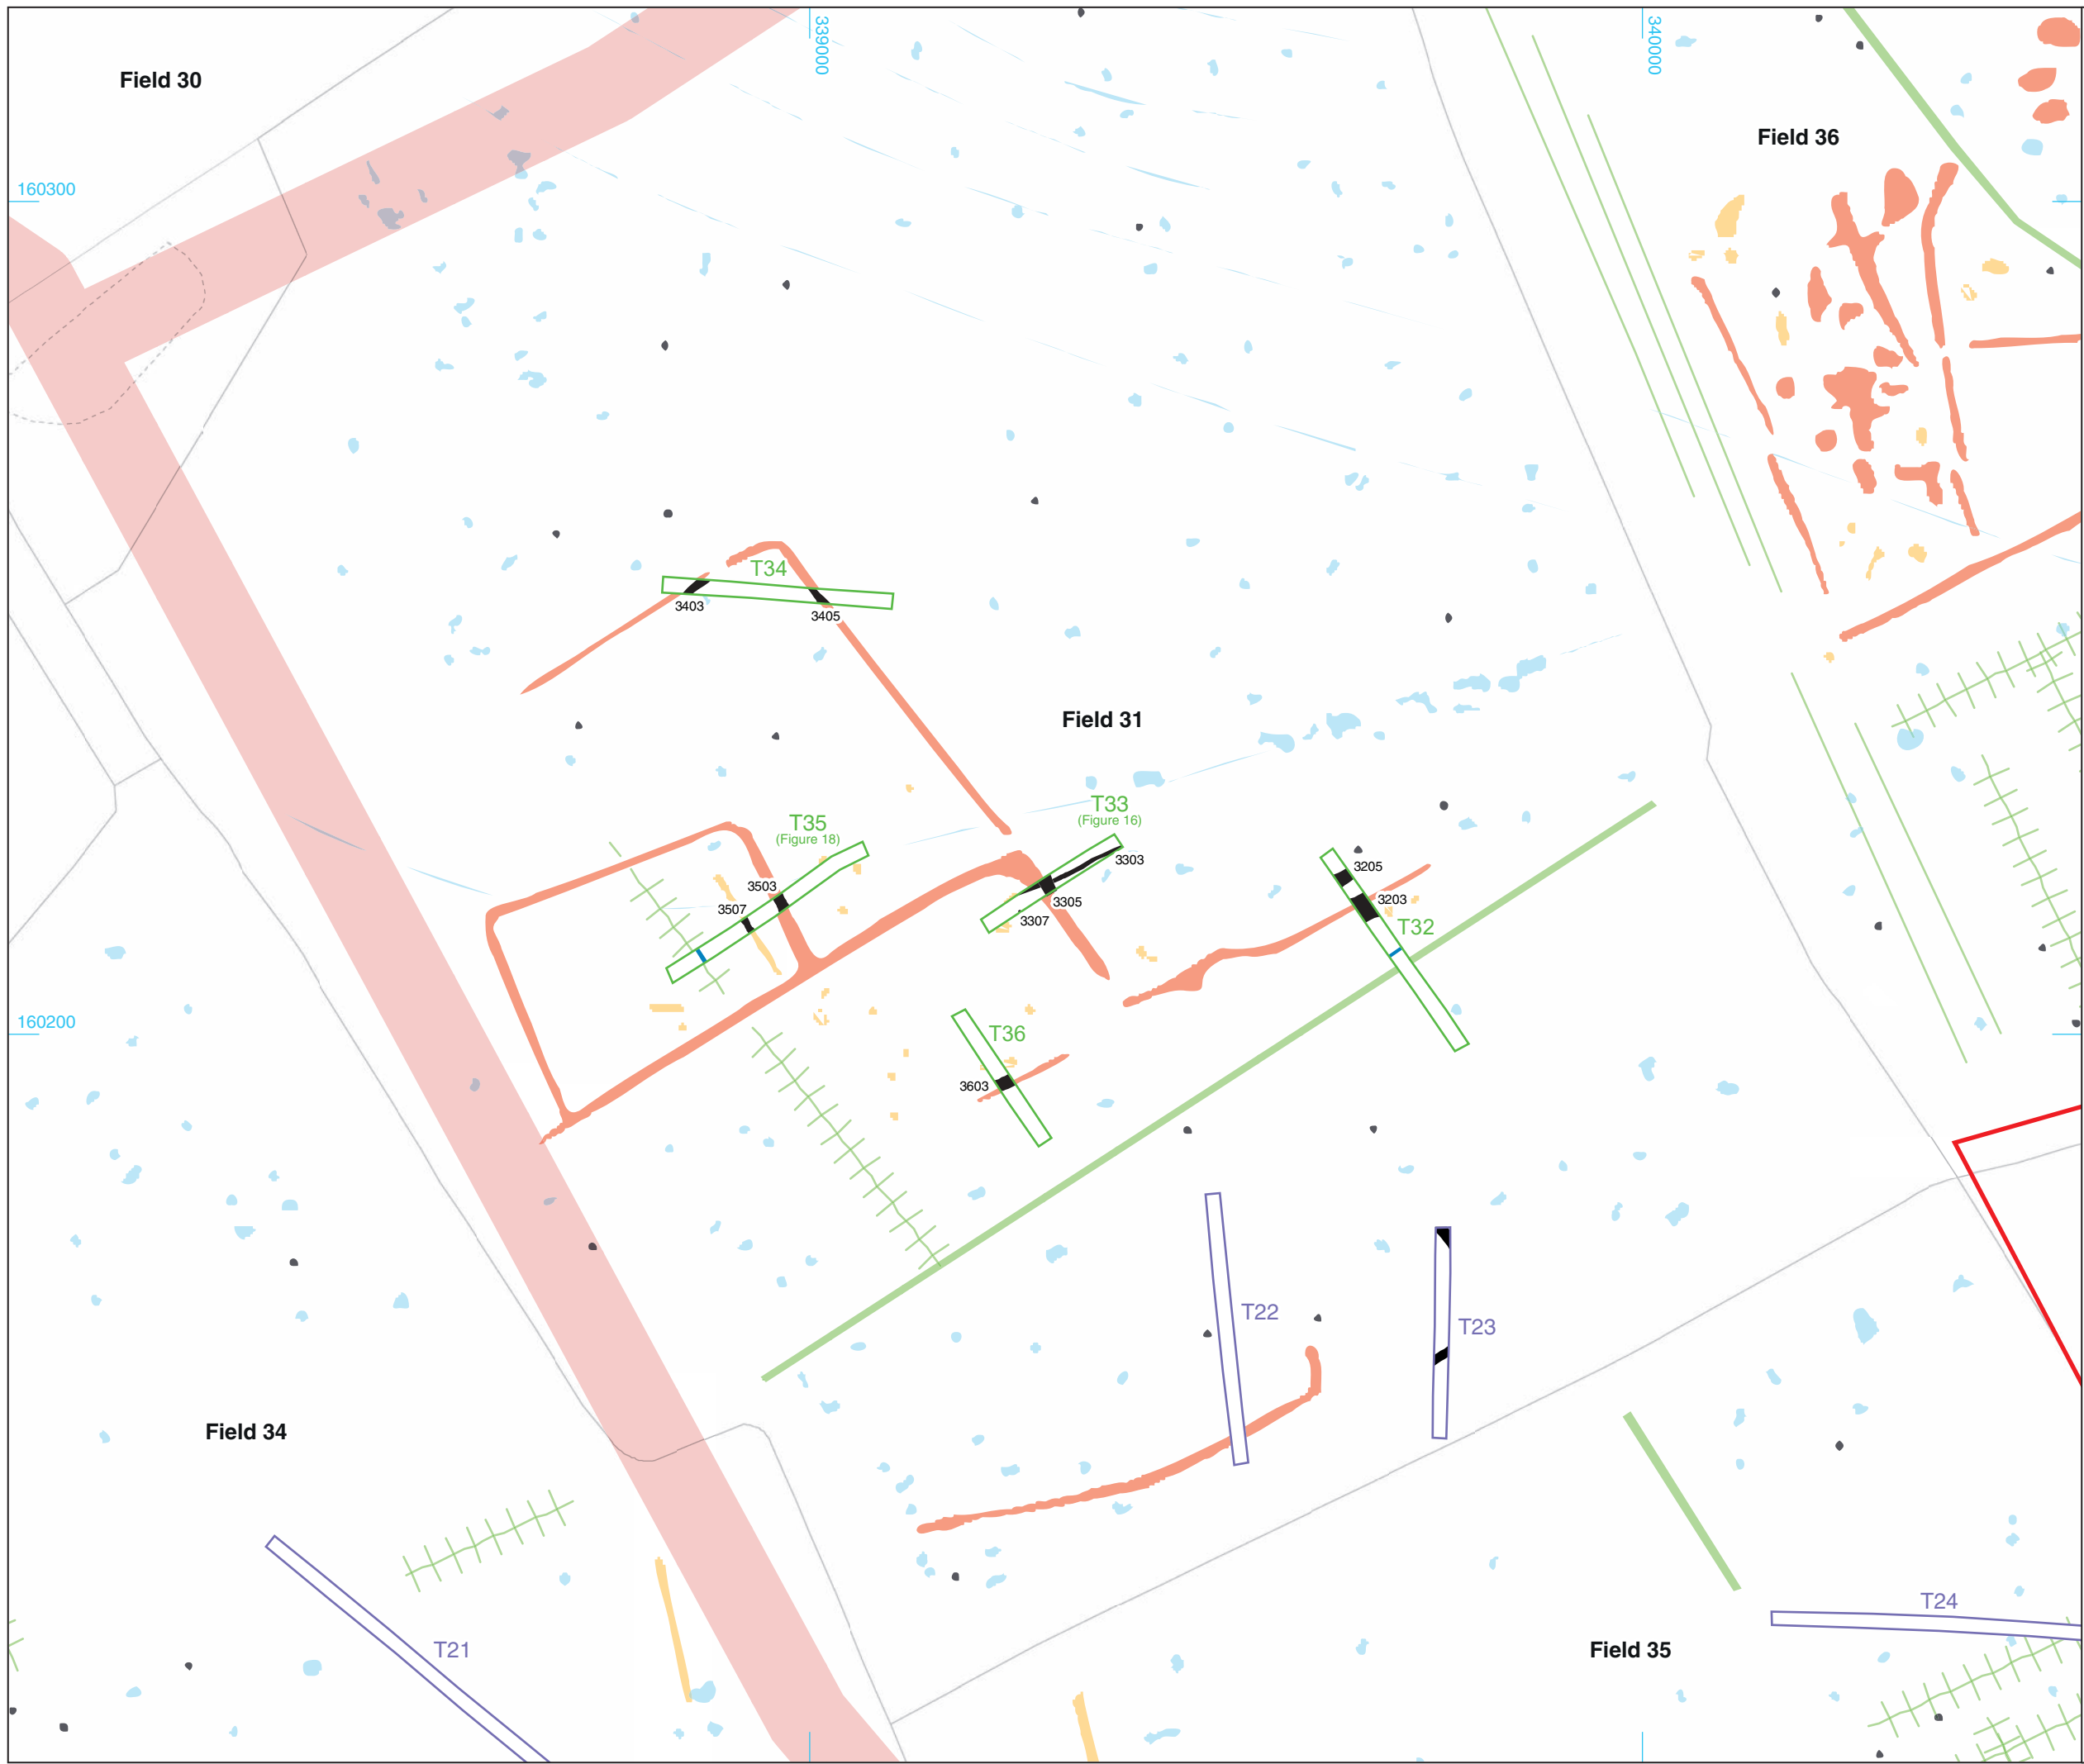 339000
340000
Field 30
Field 36
160300
T34
3403
3405
Field 31
T33
(Figure 16)
T35
(Figure 18)
3303
3205
3503
3203
3305
3507
3307
T32
160200
T36
3603
T22
T23
Field 34
T24
T21
Field 35